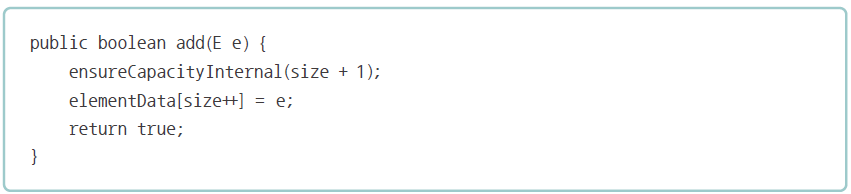 public boolean add(E e) {
    ensureCapacityInternal(size + 1);
    elementData[size++] = e;
    return true;
}